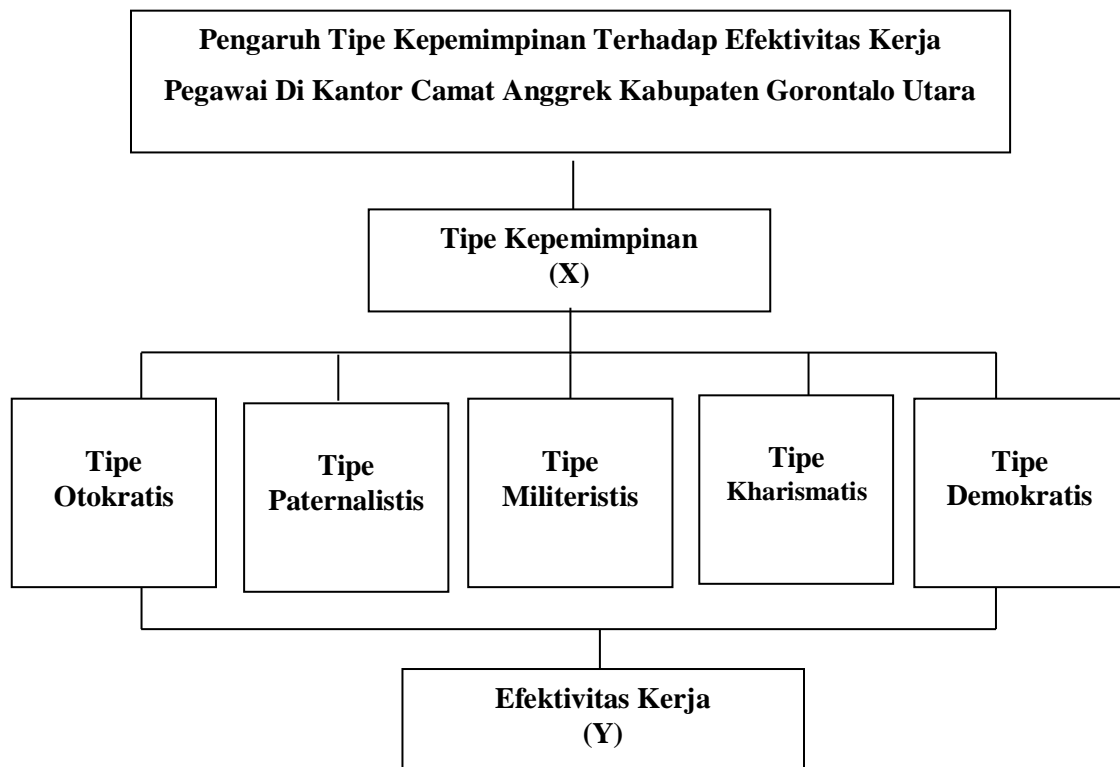 Pengaruh Tipe Kepemimpinan Terhadap Efektivitas Kerja
Pegawai Di Kantor Camat Anggrek Kabupaten Gorontalo Utara
Tipe Kepemimpinan
(X)
Tipe
Otokratis
Tipe
Paternalistis
Tipe
Militeristis
Tipe
Kharismatis
Tipe
Demokratis
Efektivitas Kerja
(Y)